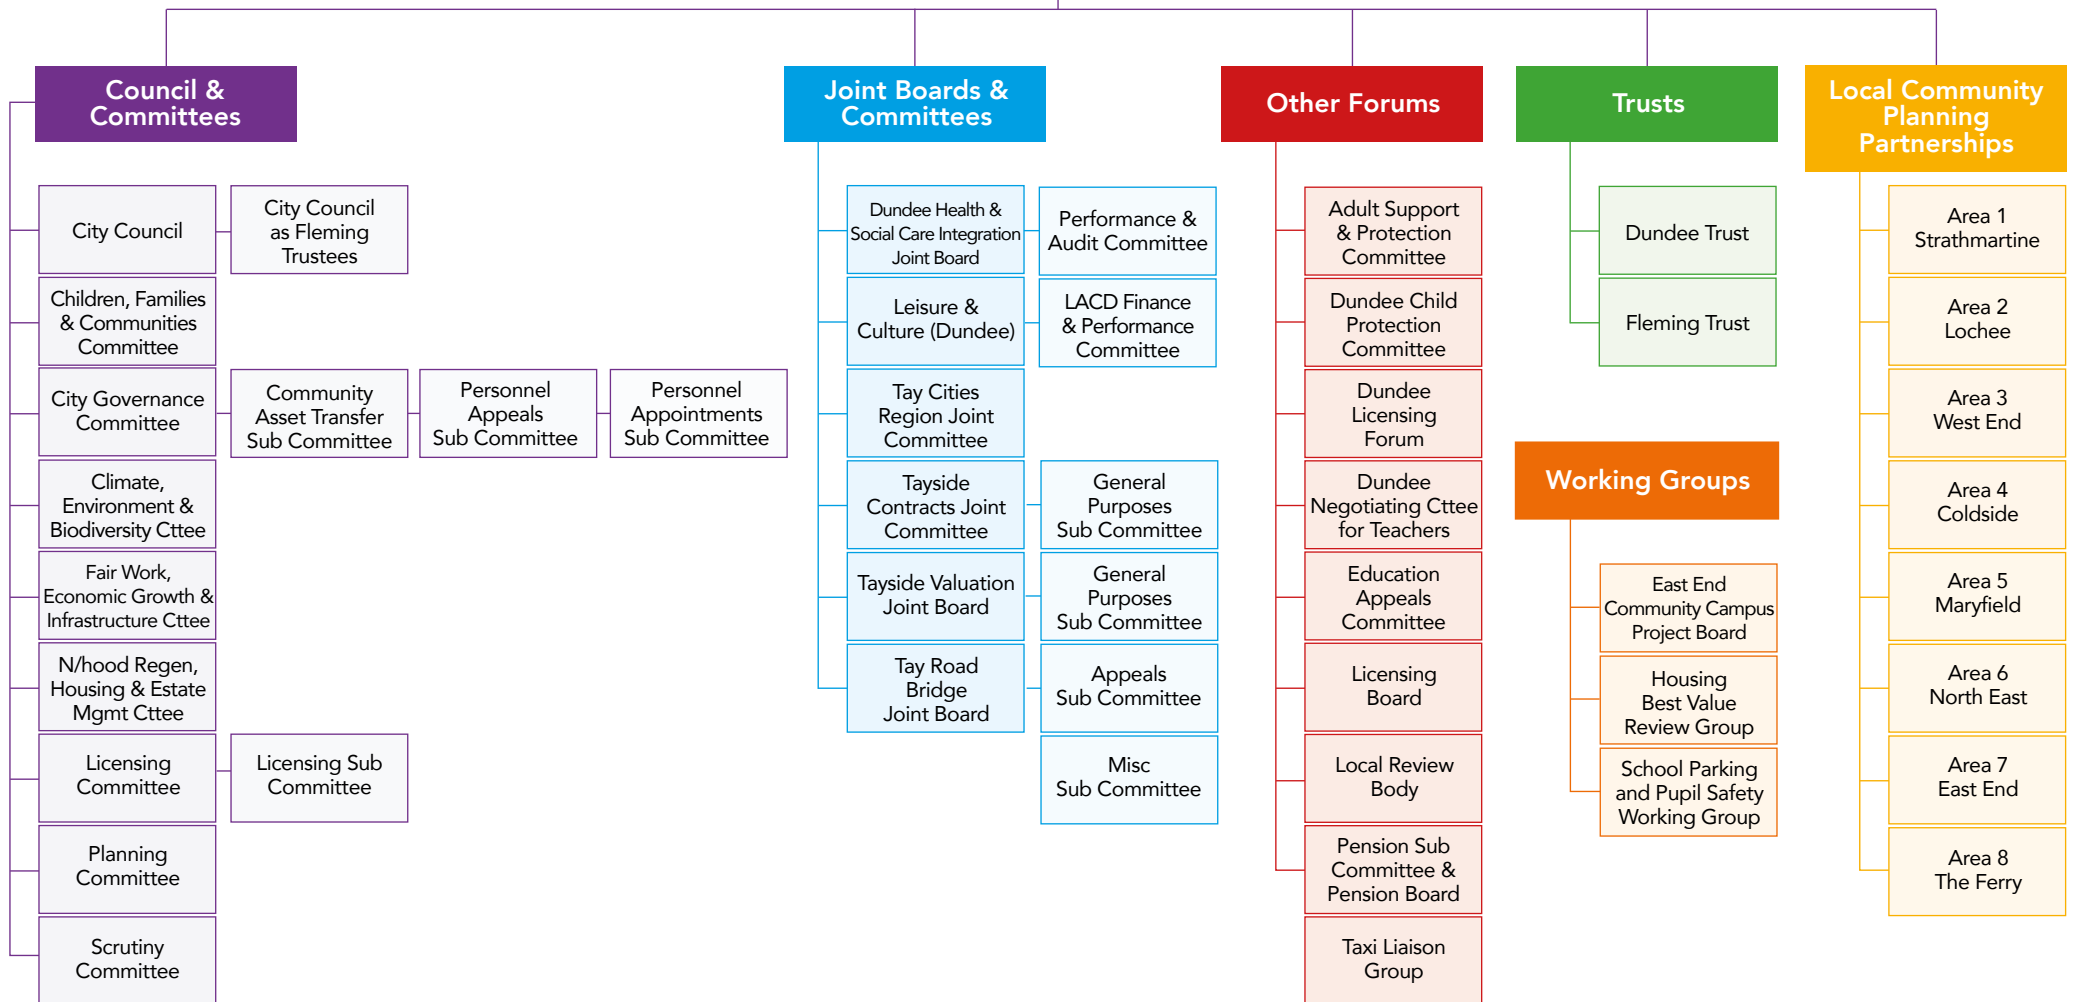 Council &
Committees
City Council
City Council
as Fleming
Trustees
Children, Families
& Communities
Committee
City Governance
Committee
Community
Asset Transfer
Sub Committee
Personnel
Appeals
Sub Committee
Personnel
Appointments
Sub Committee
Climate,
Environment &
Biodiversity Cttee
Fair Work,
Economic Growth &
Infrastructure Cttee
N/hood Regen,
Housing & Estate
Mgmt Cttee
Licensing
Committee
Licensing Sub
Committee
Planning
Committee
Scrutiny
Committee
Joint Boards &
Committees
Dundee Health &
Social Care Integration
Joint Board
Performance &
Audit Committee
Leisure &
Culture (Dundee)
LACD Finance
& Performance
Committee
Tay Cities
Region Joint
Committee
Tayside
Contracts Joint
Committee
General
Purposes
Sub Committee
Tayside Valuation
Joint Board
General
Purposes
Sub Committee
Tay Road
Bridge
Joint Board
Appeals
Sub Committee
Misc
Sub Committee
Other Forums
Adult Support
& Protection
Committee
Dundee Child
Protection
Committee
Dundee
Licensing
Forum
Dundee
Negotiating Cttee
for Teachers
Education
Appeals
Committee
Licensing
Board
Local Review
Body
Pension Sub
Committee &
Pension Board
Taxi Liaison
Group
Trusts
Dundee Trust
Fleming Trust
Working Groups
East End
Community Campus
Project Board
Housing
Best Value
Review Group
School Parking
and Pupil Safety
Working Group
Local Community
Planning
Partnerships
Area 1
Strathmartine
Area 2
Lochee
Area 3
West End
Area 4
Coldside
Area 5
Maryfield
Area 6
North East
Area 7
East End
Area 8
The Ferry